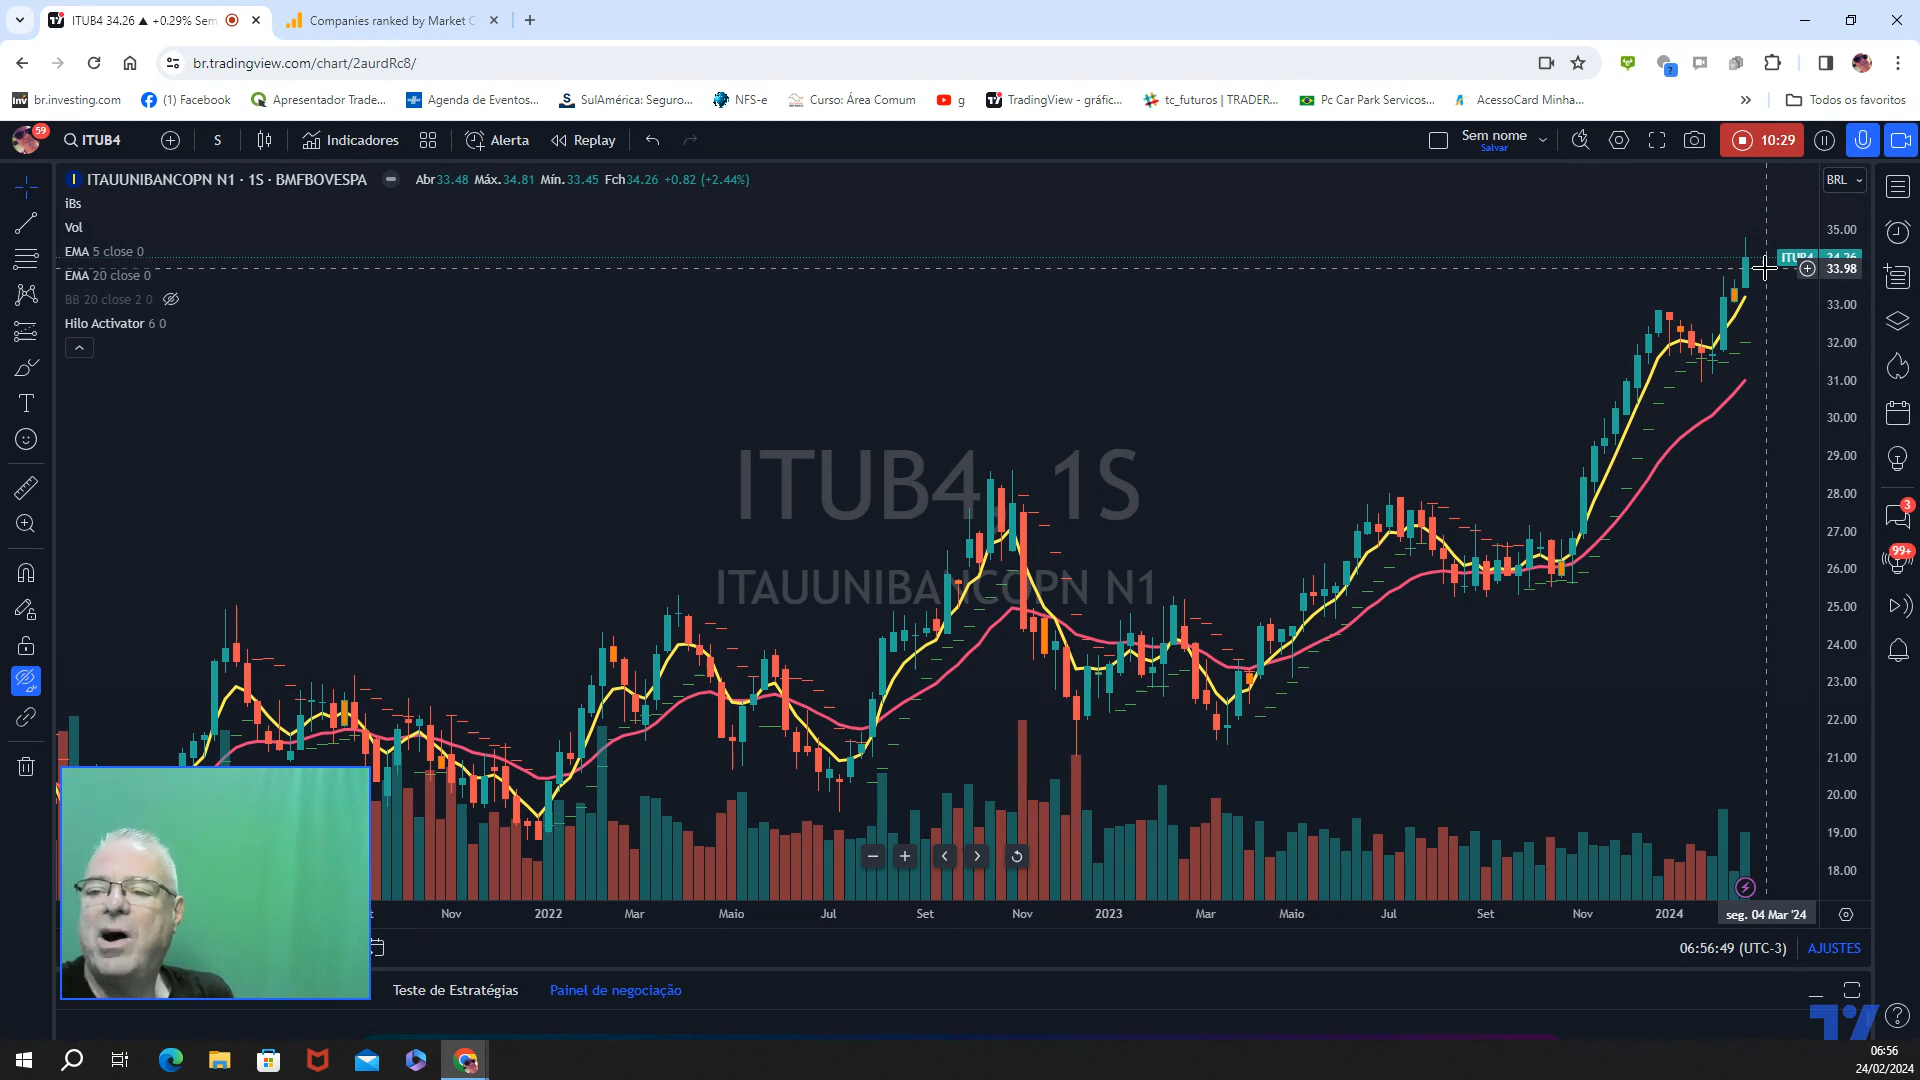 ITUB4 34.26 ▲ +0.29% Sem
Companies ranked by Market C
br.tradingview.com/chart/2aurdRc8/
?
Inv br.investing.com
(1) Facebook
Apresentador Trade...
Agenda de Eventos...
SulAmérica: Seguro...
NFS-e
Curso: Área Comum
g
TradingView - gráfic...
tc_futuros | TRADER...
Pc Car Park Servicos...
AcessoCard Minha...
Todos os favoritos
59
ITUB4
S
Indicadores
Alerta
Replay
Sem nome
Salvar
10:29
ITAUUNIBANCOPN N1 · 1S · BMFBOVESPA
Abr33.48 Máx.34.81 Mín.33.45 Fch34.26 +0.82 (+2.44%)
BRL
iBs
Vol
EMA 5 close 0
EMA 20 close 0
BB 20 close 2 0
Hilo Activator 6 0
35.00
ITUB4 34.26
33.98
33.00
32.00
31.00
30.00
29.00
28.00
27.00
26.00
25.00
24.00
23.00
22.00
21.00
20.00
19.00
18.00
ITUB4, 1S
ITAUUNIBANCOPN N1
3
99+
Nov
2022
Mar
Maio
Jul
Set
Nov
2023
Mar
Maio
Jul
Set
Nov
2024
seg. 04 Mar '24
06:56:49 (UTC-3)
AJUSTES
Teste de Estratégias
Painel de negociação
06:56
24/02/2024